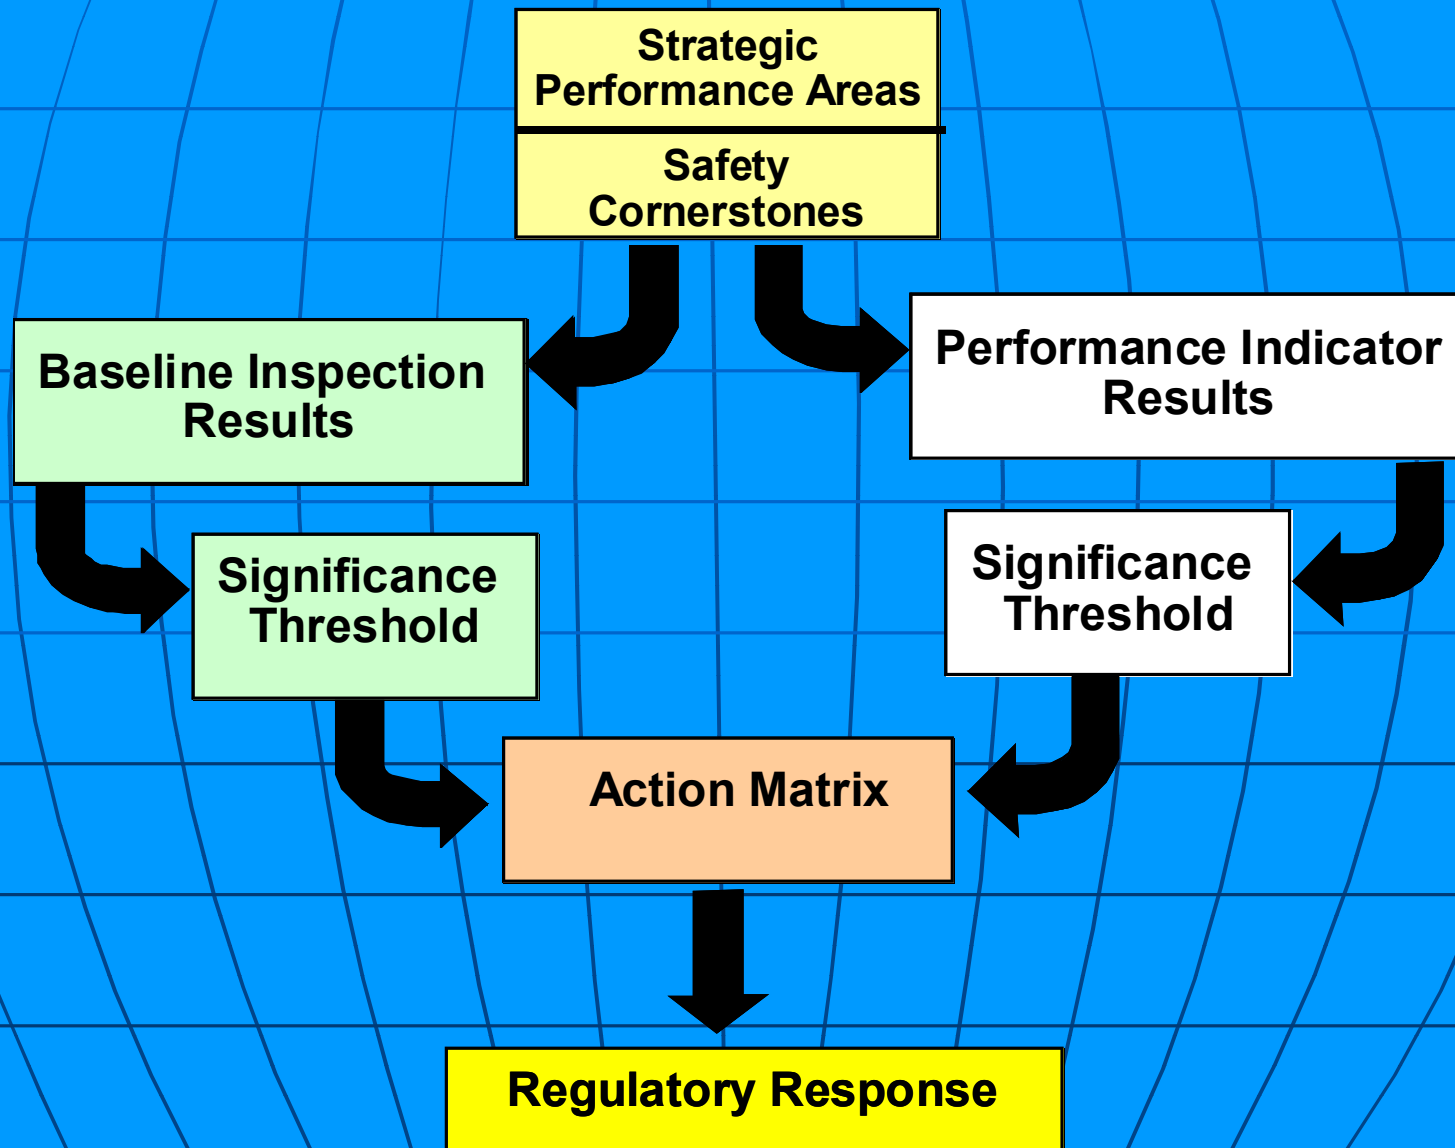 Strategic
Performance Areas
Safety
Cornerstones
Baseline Inspection
Results
Performance Indicator
Results
Significance
Threshold
Significance
Threshold
Action Matrix
Regulatory Response